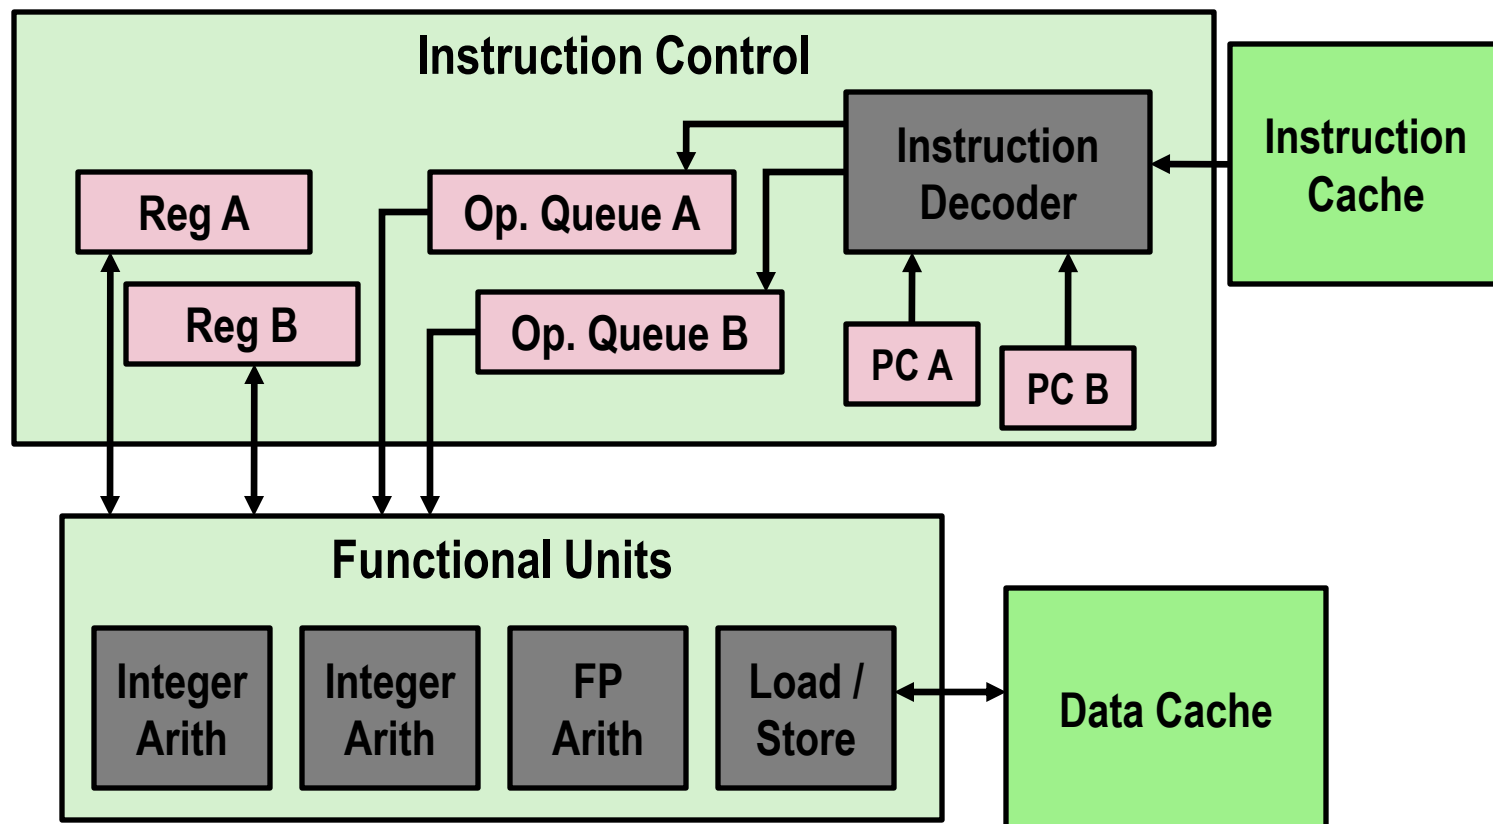 Instruction Control
Instruction
Cache
Instruction
Decoder
Reg A
Op. Queue A
Reg B
Op. Queue B
PC A
PC B
Functional Units
Integer
Arith
Integer
Arith
FP
Arith
Load /
Store
Data Cache